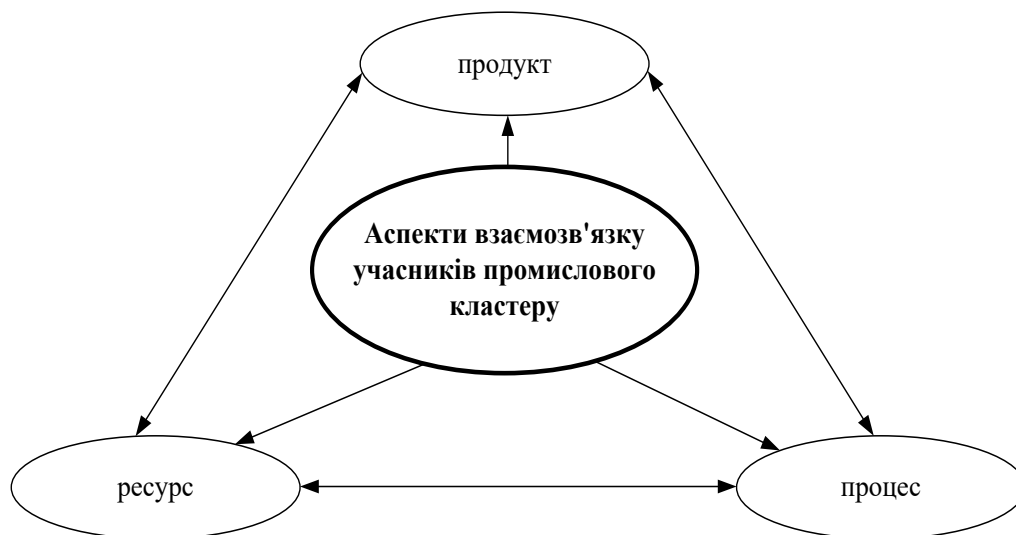 продукт
Аспекти взаємозв'язку
учасників промислового
кластеру
ресурс
процес